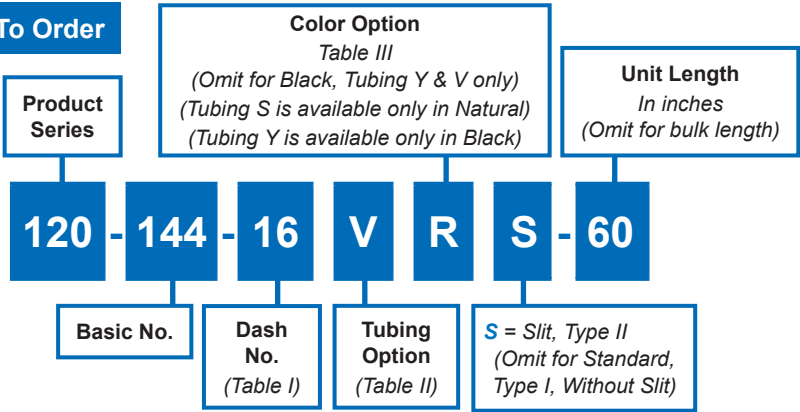 To Order
Color Option
Table III
(Omit for Black, Tubing Y & V only)
(Tubing S is available only in Natural)
(Tubing Y is available only in Black)
Unit Length
In inches
(Omit for bulk length)
Product
Series
120 - 144 - 16 V R S - 60
Basic No.
Dash
No.
(Table I)
Tubing
Option
(Table II)
S = Slit, Type II
(Omit for Standard,
Type I, Without Slit)